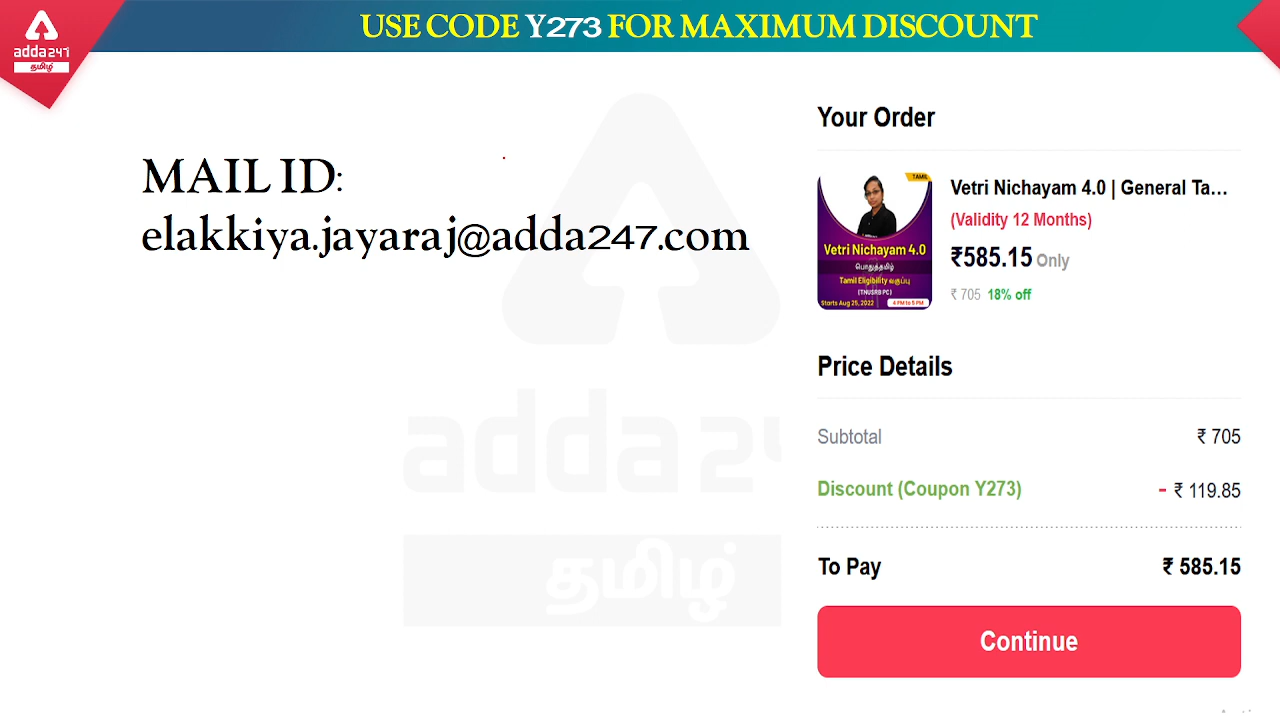 adda247
தமிழ்
USE CODE Y273 FOR MAXIMUM DISCOUNT
MAIL ID:
elakkiya.jayaraj@adda247.com
adda24
தமிழ்
Your Order
TAMIL
Vetri Nichayam 4.0
பொதுத்தமிழ்
Tamil Eligibility வகுப்பு
(TNUSRB PC)
Starts Aug 25, 2022
4 PM to 5 PM
Vetri Nichayam 4.0 | General Ta...
(Validity 12 Months)
₹585.15 Only
₹ 705 18% off
Price Details
Subtotal ₹ 705
Discount (Coupon Y273) - ₹ 119.85
To Pay ₹ 585.15
Continue